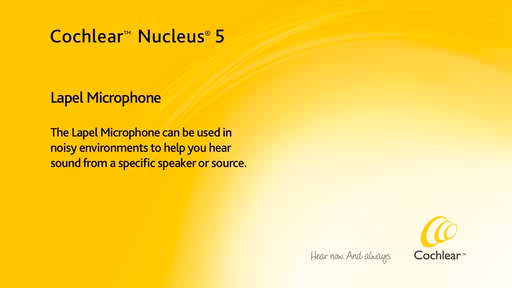 Cochlear™ Nucleus® 5
Lapel Microphone
The Lapel Microphone can be used in
noisy environments to help you hear
sound from a specific speaker or source.
Hear now. And always
Cochlear™